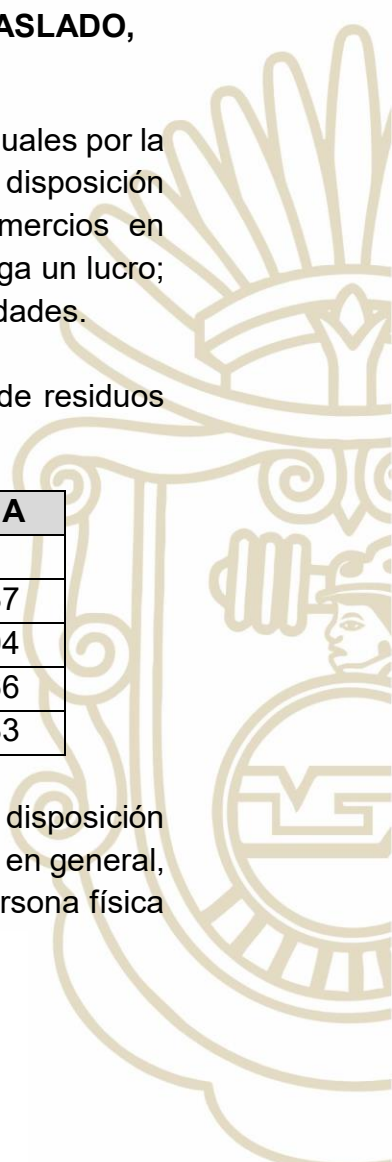 ASLADO,
uales por la
disposición
mercios en
ga un lucro;
dades.
de residuos
A
7
4
6
3
disposición
en general,
rsona física